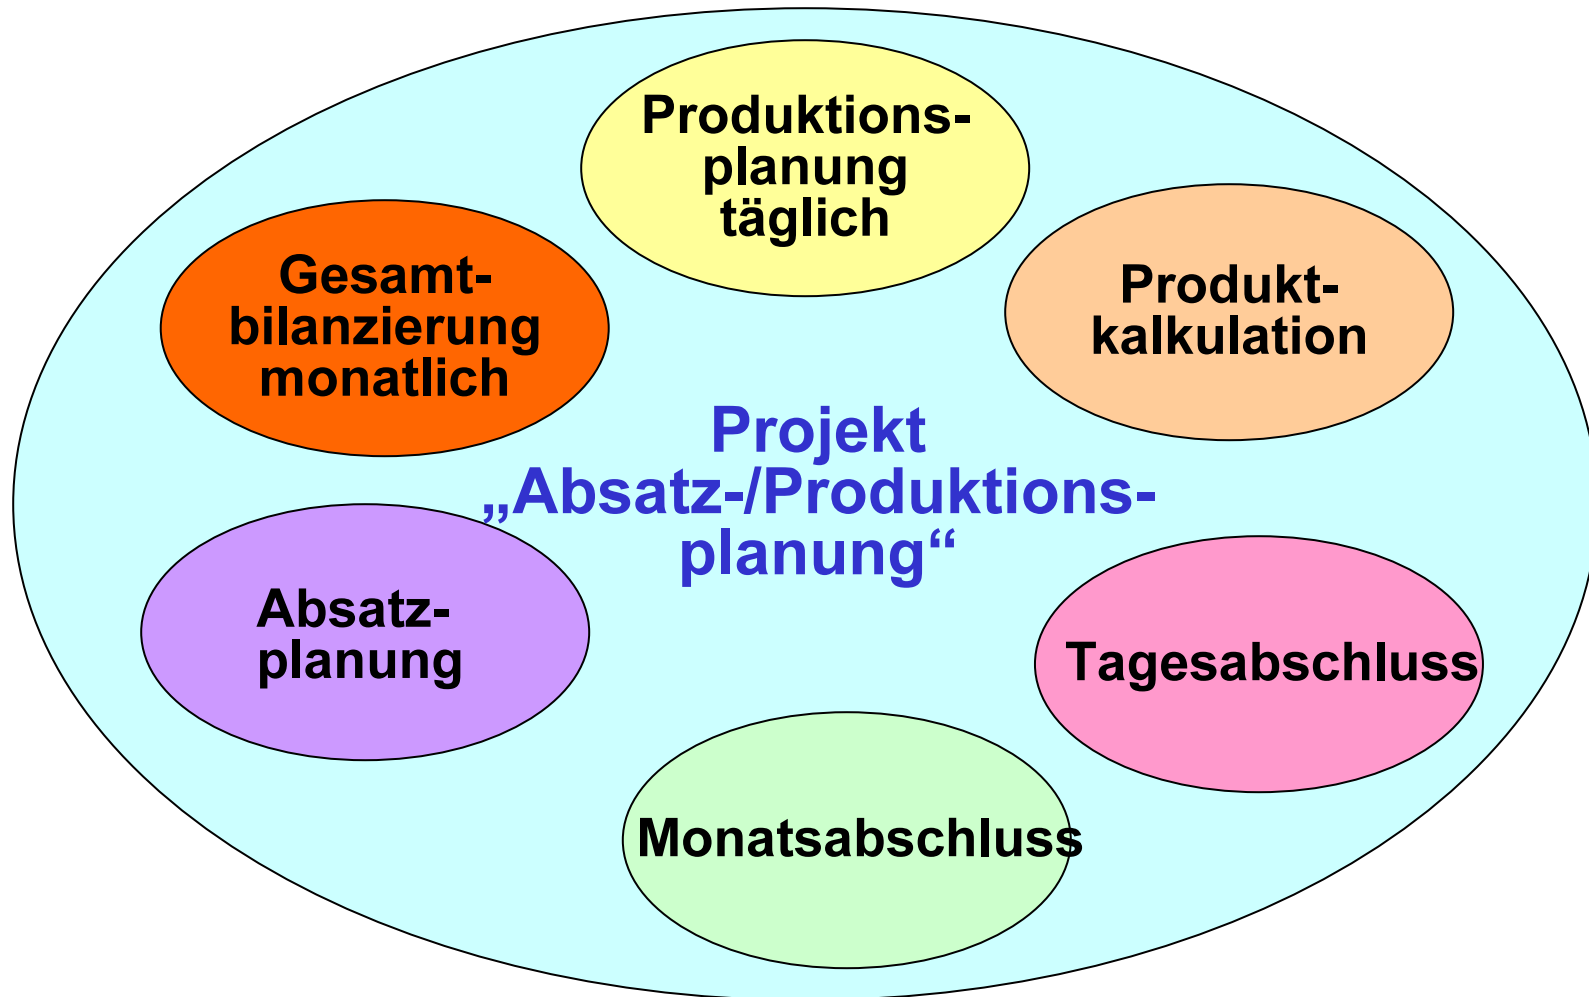 Produktions-
planung
täglich
Gesamt-
bilanzierung
monatlich
Produkt-
kalkulation
Projekt
„Absatz-/Produktions-
planung“
Absatz-
planung
Tagesabschluss
Monatsabschluss